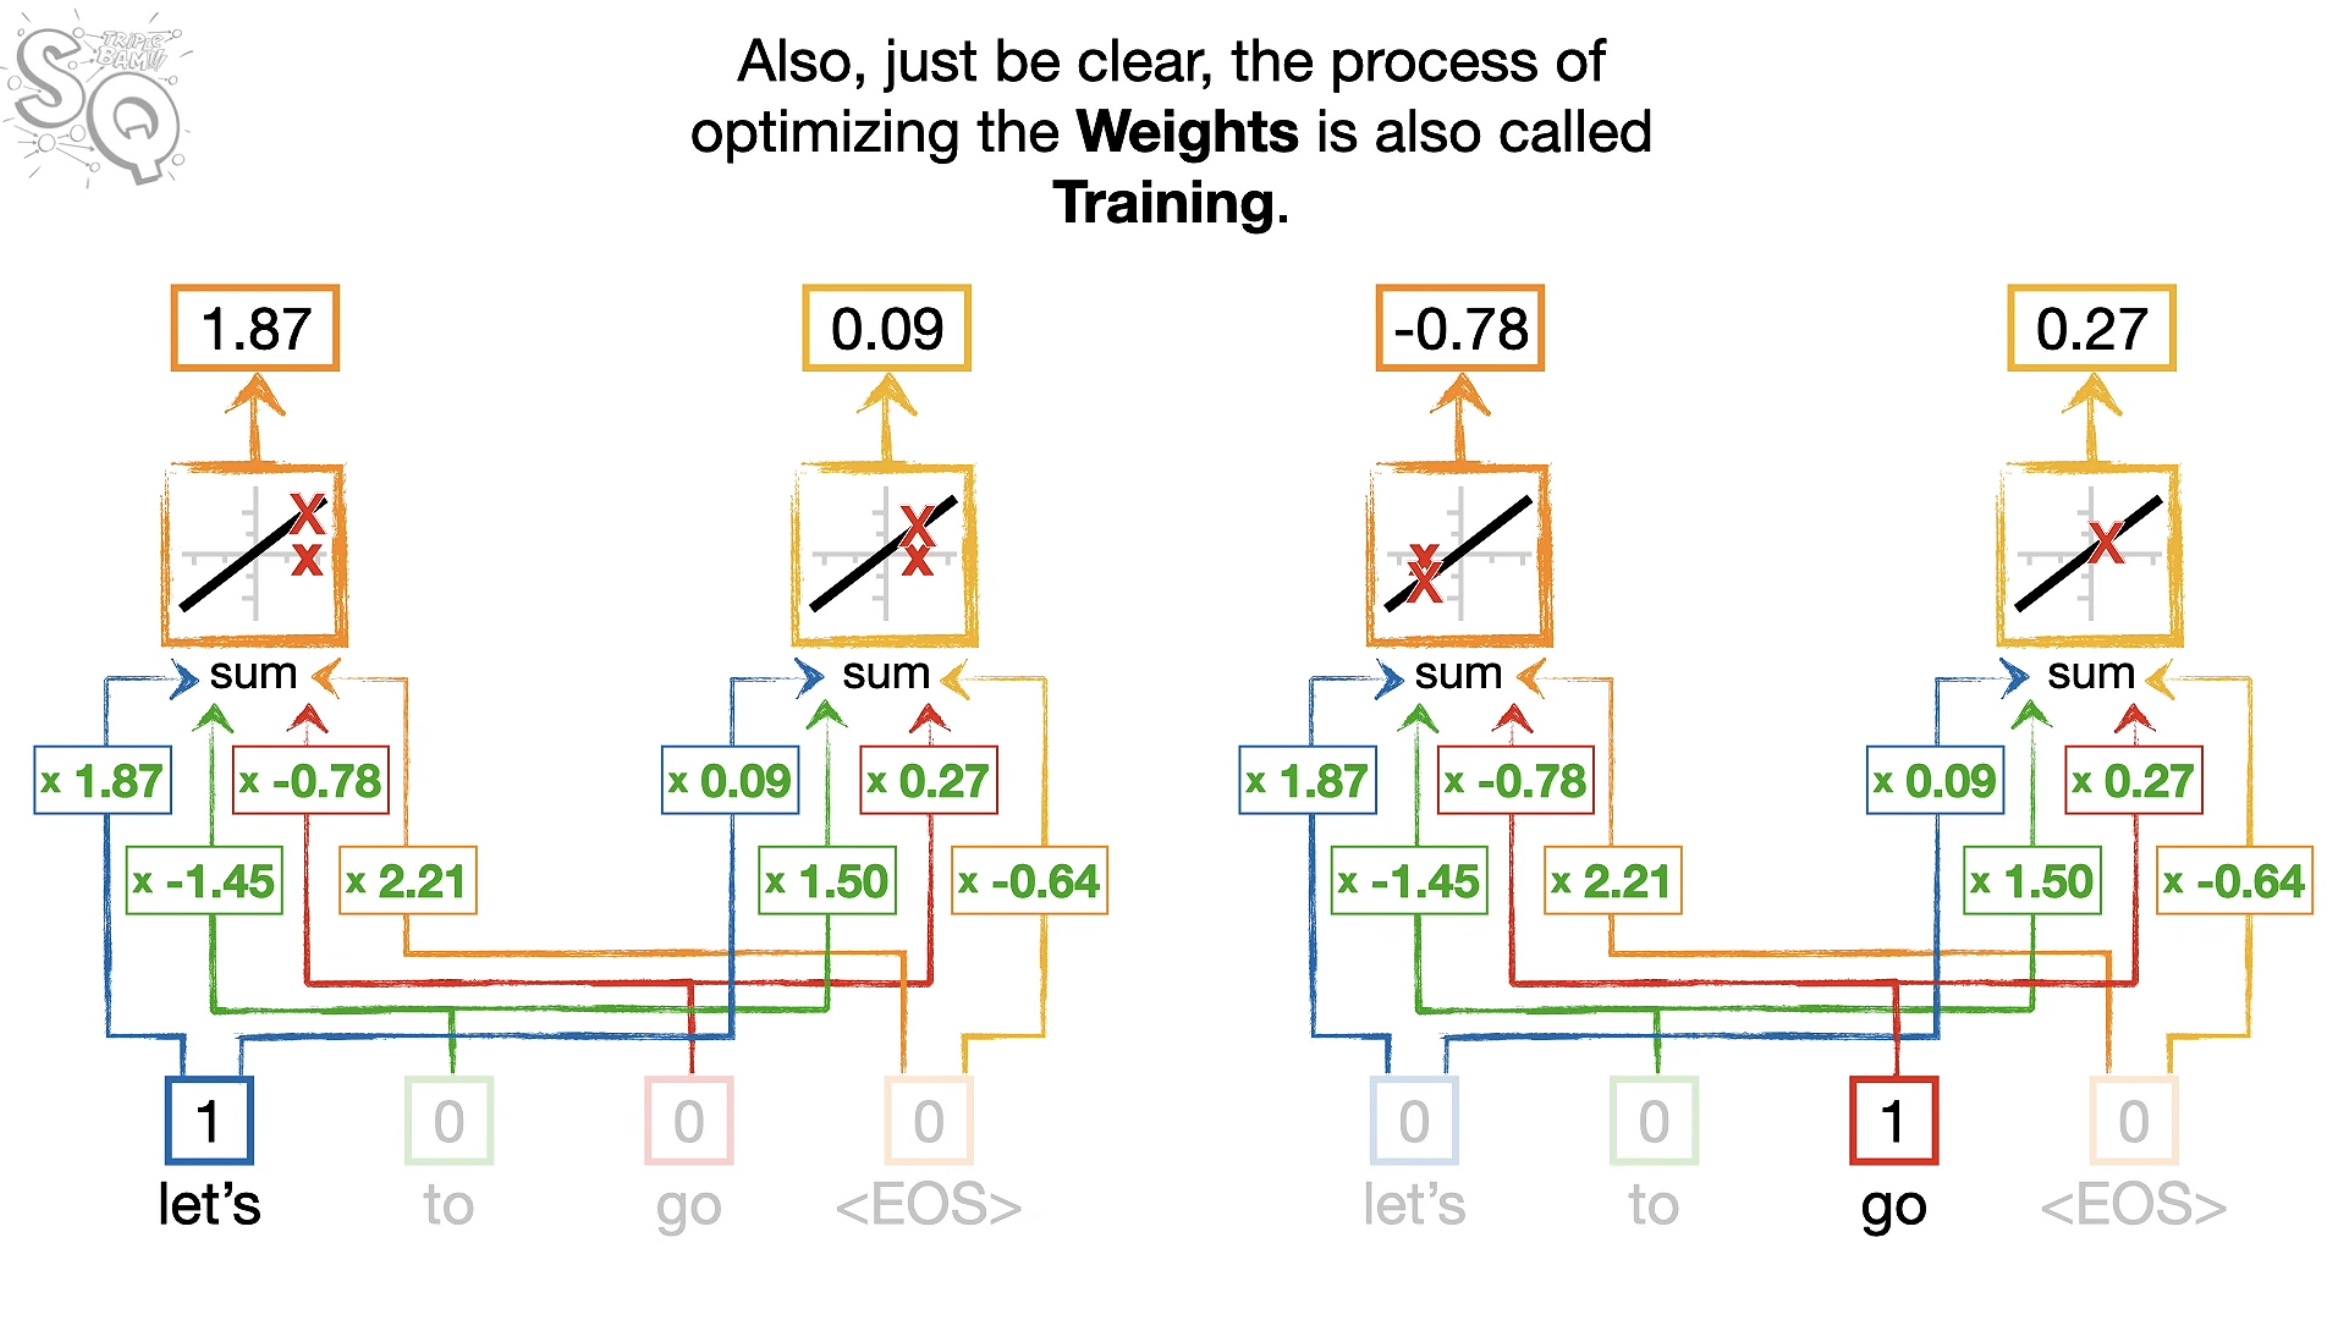 TRIPLE
BAM!!!
SQ
Also, just be clear, the process of
optimizing the Weights is also called
Training.
1.87 0.09 -0.78 0.27
X X X X
X X X
sum sum sum sum
x 1.87 x -0.78 x 0.09 x 0.27 x 1.87 x -0.78 x 0.09 x 0.27
x -1.45 x 2.21 x 1.50 x -0.64 x -1.45 x 2.21 x 1.50 x -0.64
1 0 0 0 0 0 1 0
let's to go <EOS> let's to go <EOS>